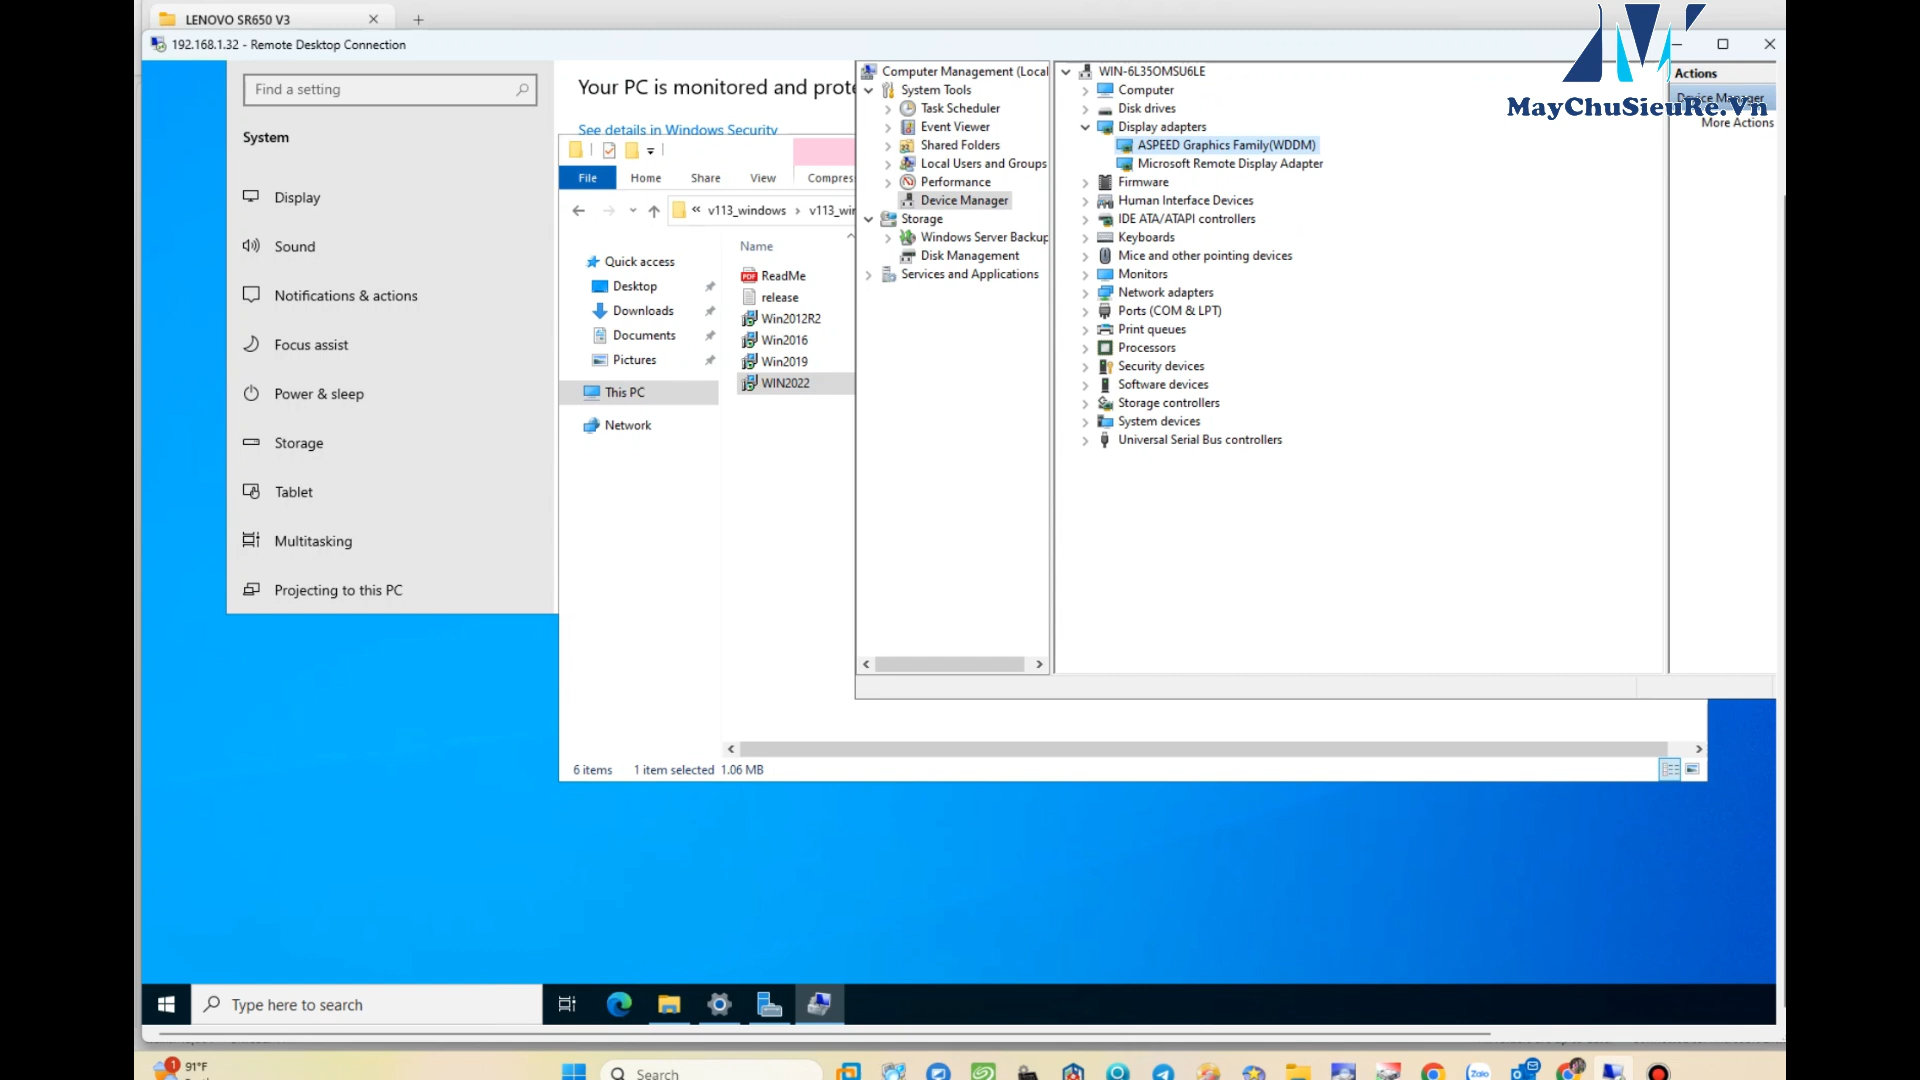 LENOVO SR650 V3
192.168.1.32 - Remote Desktop Connection
MayChuSieuRe.Vn
Find a setting
System
Display
Sound
Notifications & actions
Focus assist
Power & sleep
Storage
Tablet
Multitasking
Projecting to this PC
Your PC is monitored and prote
See details in Windows Security
File
Home
Share
View
Compres
« v113_windows › v113_wi
Quick access
Desktop
Downloads
Documents
Pictures
This PC
Network
Name
ReadMe
release
Win2012R2
Win2016
Win2019
WIN2022
6 items
1 item selected 1.06 MB
Computer Management (Local
System Tools
Task Scheduler
Event Viewer
Shared Folders
Local Users and Groups
Performance
Device Manager
Storage
Windows Server Backup
Disk Management
Services and Applications
WIN-6L35OMSU6LE
Computer
Disk drives
Display adapters
ASPEED Graphics Family(WDDM)
Microsoft Remote Display Adapter
Firmware
Human Interface Devices
IDE ATA/ATAPI controllers
Keyboards
Mice and other pointing devices
Monitors
Network adapters
Ports (COM & LPT)
Print queues
Processors
Security devices
Software devices
Storage controllers
System devices
Universal Serial Bus controllers
Actions
Device Manager
More Actions
Type here to search
1
91°F
Search
Zalo